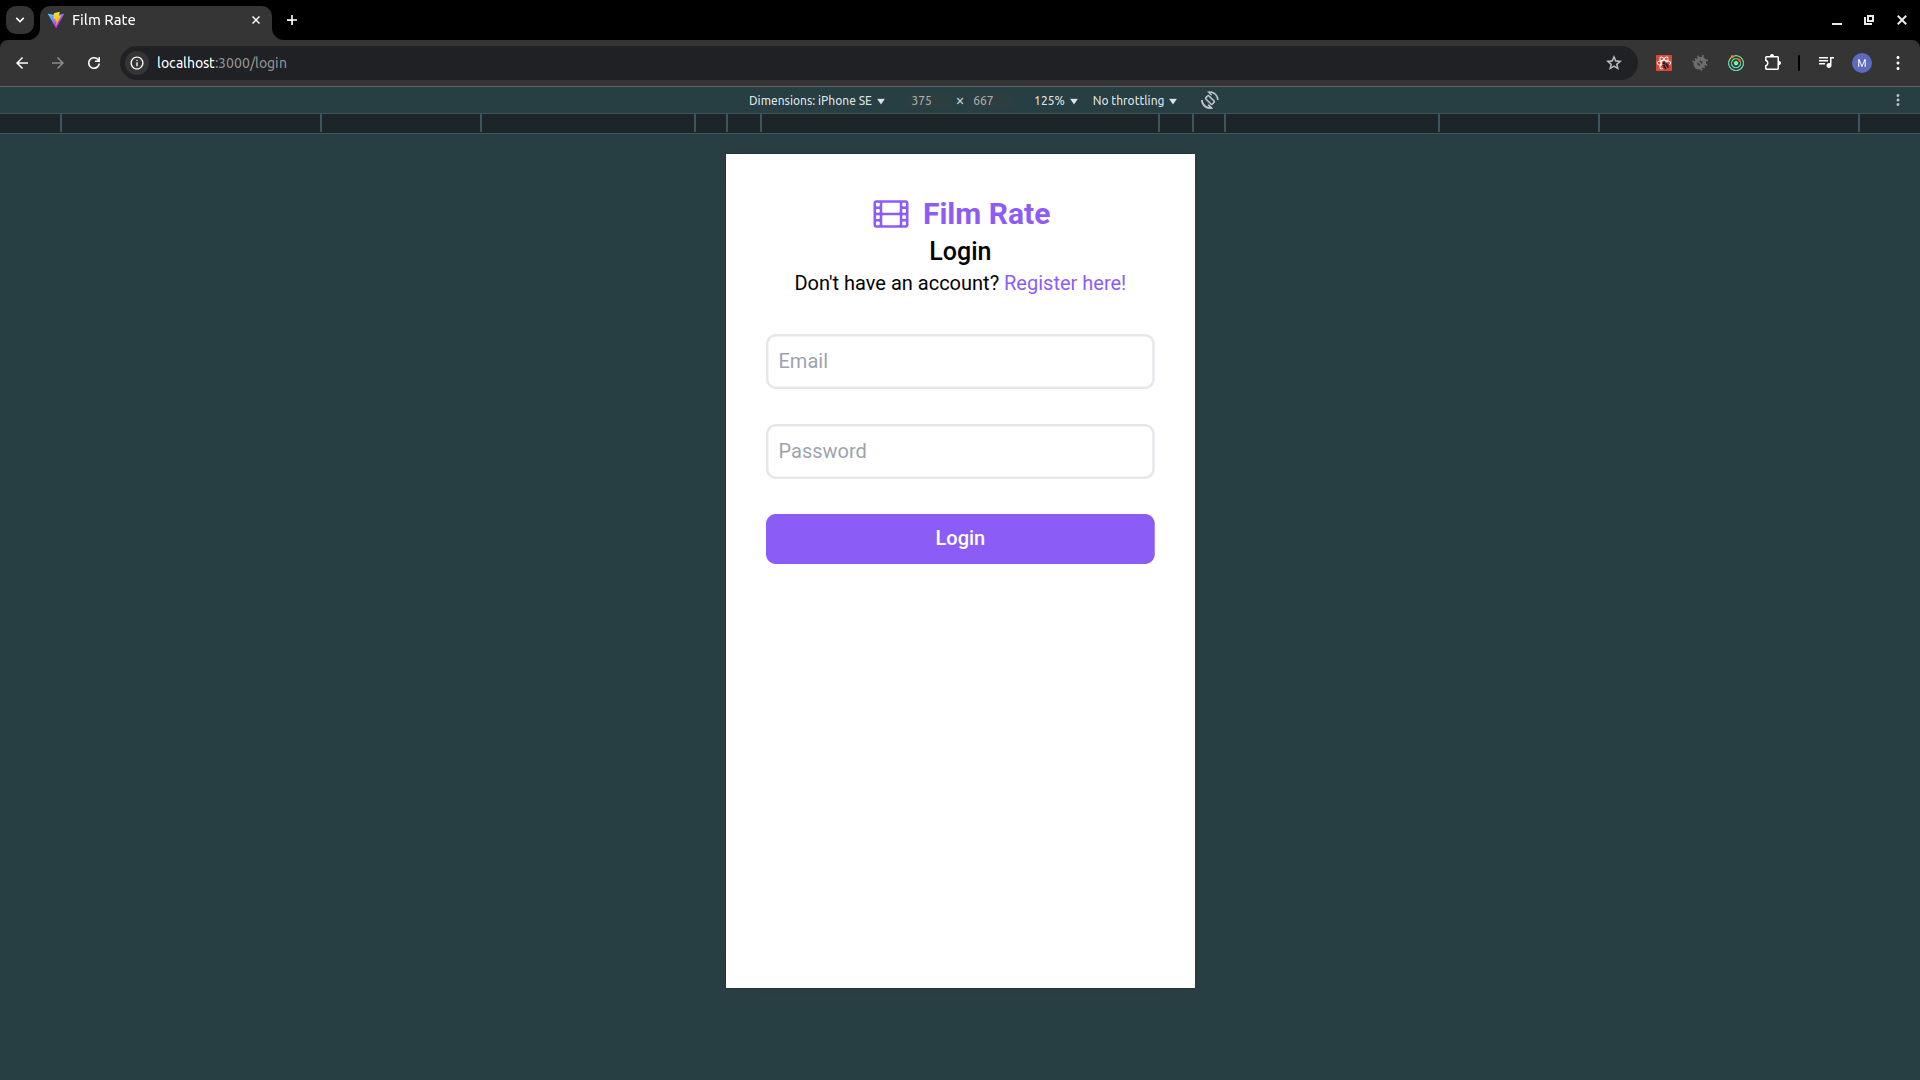 Film Rate
localhost:3000/login
M
Dimensions: iPhone SE 375 × 667 125% No throttling
Film Rate
Login
Don't have an account? Register here!
Email
Password
Login